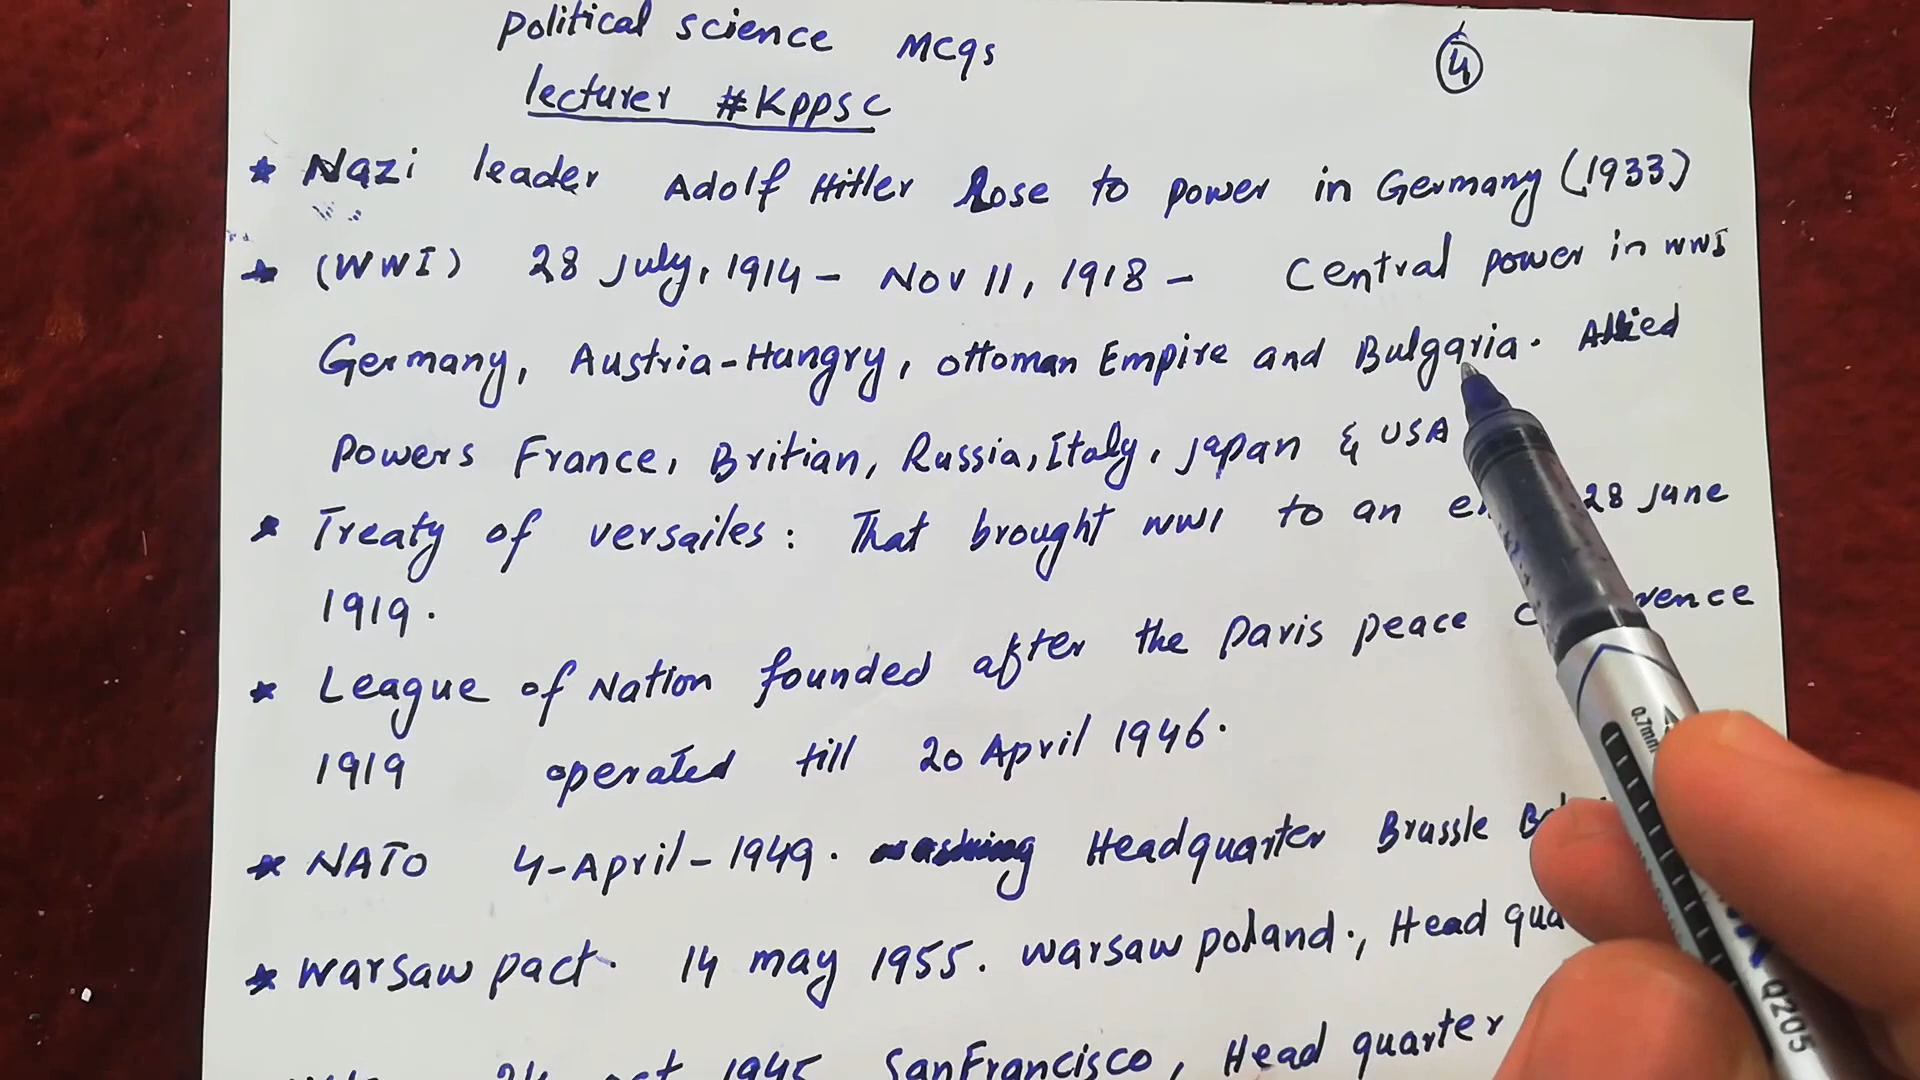 Political science MCqs
4
lecturer #KPPSC
* Nazi leader Adolf Hitler Rose to power in Germany (1933)
* (WWI) 28 July, 1914 - Nov 11, 1918 - Central power in WWI
Germany, Austria-Hungry, ottoman Empire and Bulgaria. Allied
Powers France, Britian, Russia, Italy, Japan & USA
* Treaty of versailes: That brought WWI to an 28 June
1919.
* League of Nation founded after the Paris peace
1919 operated till 20 April 1946.
* NATO 4-April-1949. Headquarter Brussle
* Warsaw pact. 14 may 1955. Warsaw poland., Head
1945 SanFrancisco, Head quarter
0.7mm
Q205